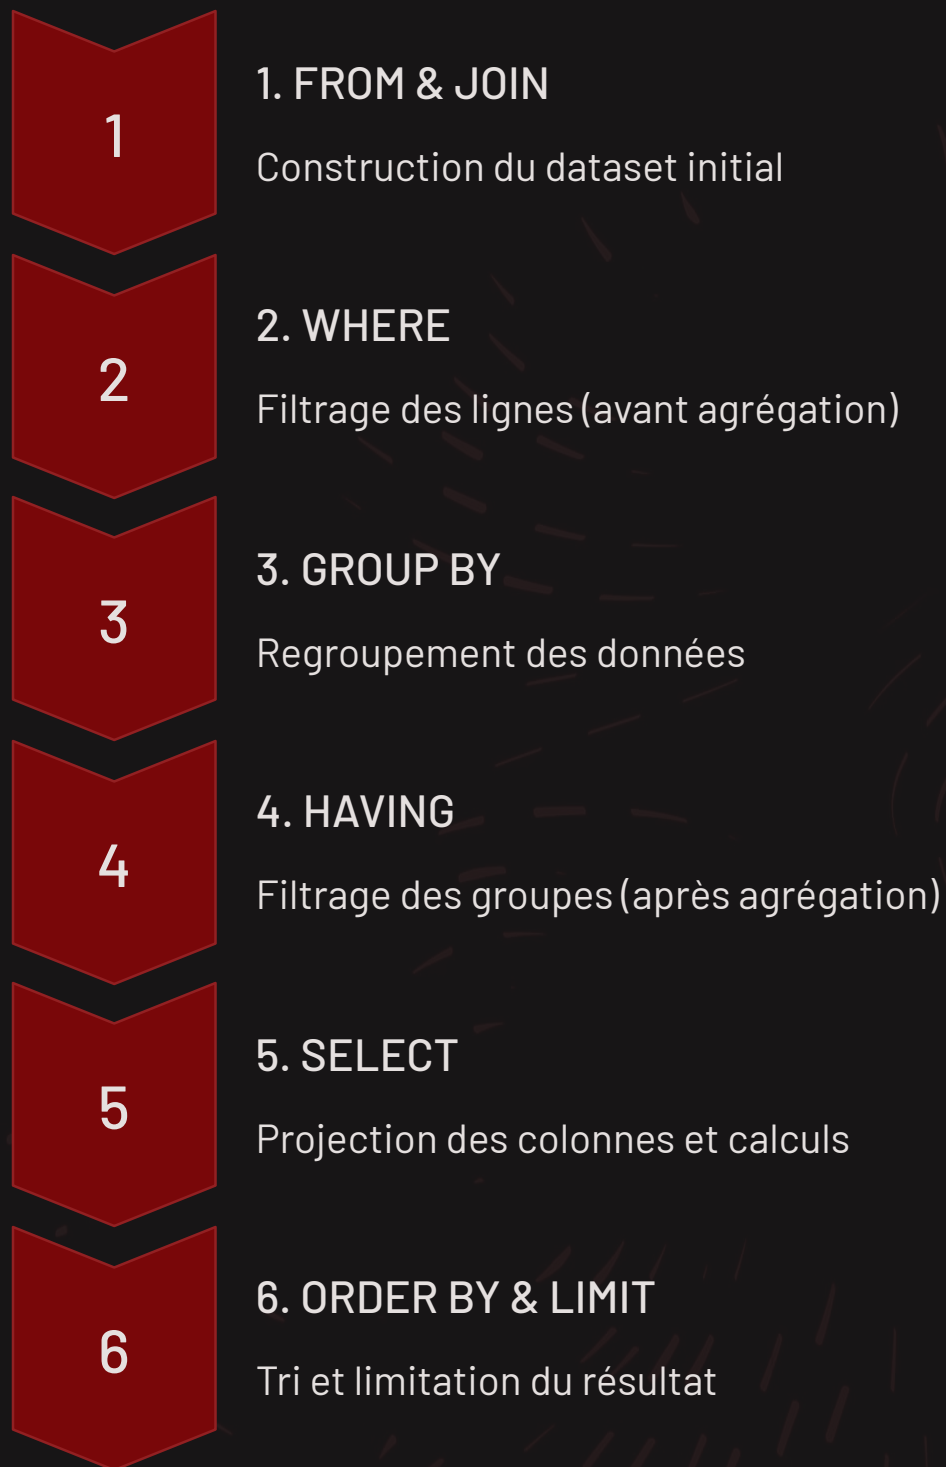 1
1. FROM & JOIN
Construction du dataset initial
2
2. WHERE
Filtrage des lignes (avant agrégation)
3
3. GROUP BY
Regroupement des données
4
4. HAVING
Filtrage des groupes (après agrégation)
5
5. SELECT
Projection des colonnes et calculs
6
6. ORDER BY & LIMIT
Tri et limitation du résultat